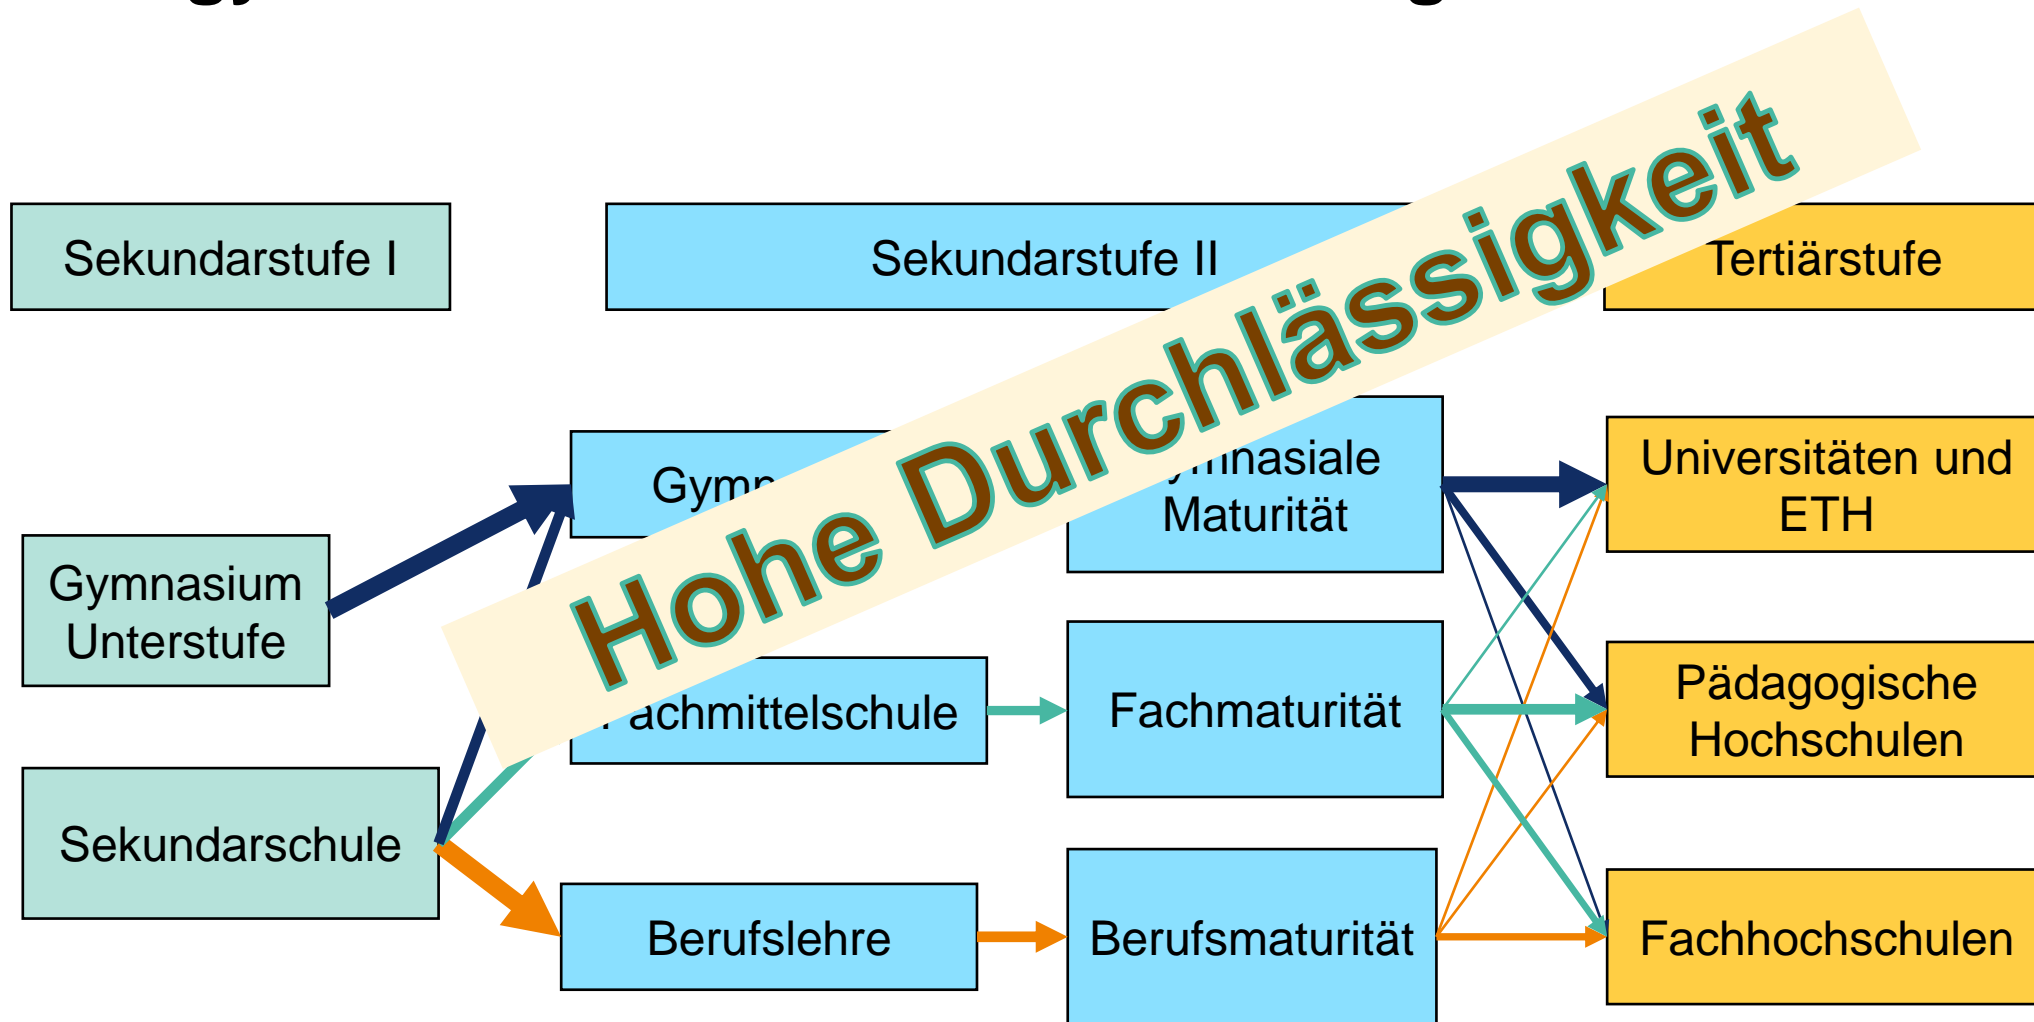 Sekundarstufe I
Sekundarstufe II
Tertiärstufe
Hohe Durchlässigkeit
Gymnasium
Unterstufe
Sekundarschule
Fachmittelschule
Berufslehre
Maturität
Fachmaturität
Berufsmaturität
Universitäten und
ETH
Pädagogische
Hochschulen
Fachhochschulen